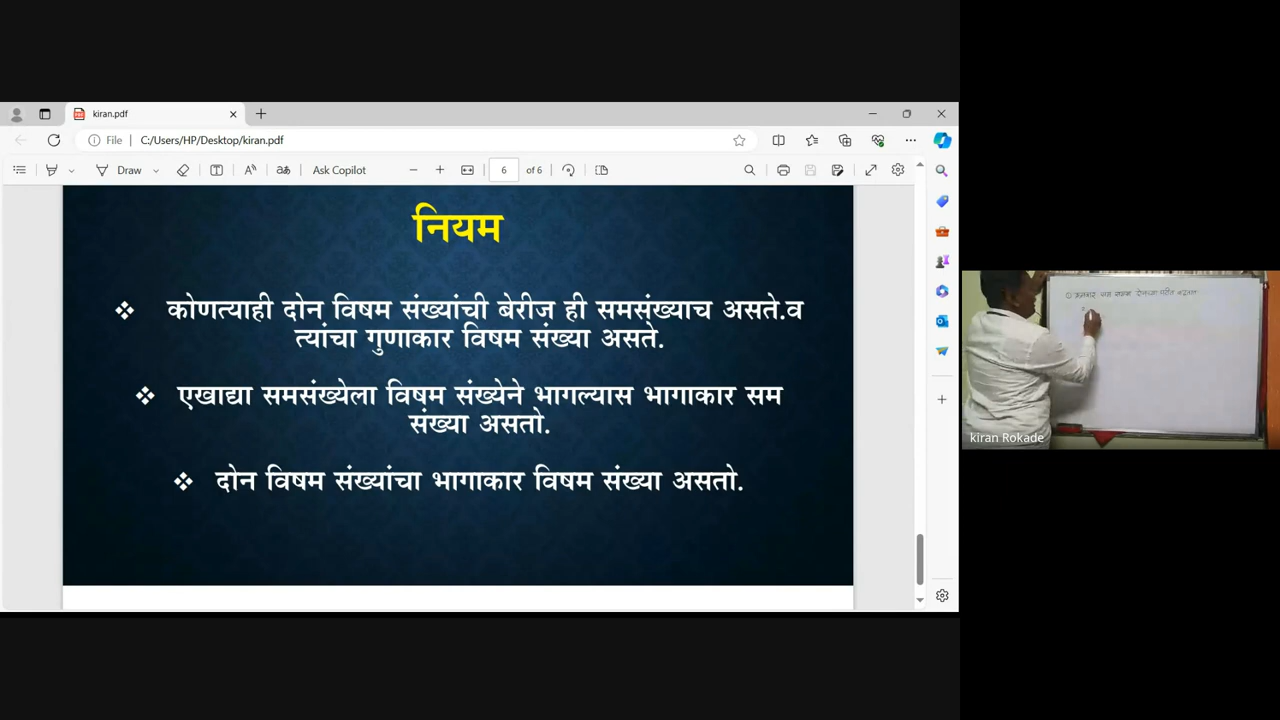 kiran.pdf
File
C:/Users/HP/Desktop/kiran.pdf
Draw
Ask Copilot
6 of 6
नियम
❖ कोणत्याही दोन विषम संख्यांची बेरीज ही समसंख्याच असते.व
त्यांचा गुणाकार विषम संख्या असते.
❖ एखाद्या समसंख्येला विषम संख्येने भागल्यास भागाकार सम
संख्या असतो.
❖ दोन विषम संख्यांचा भागाकार विषम संख्या असतो.
kiran Rokade